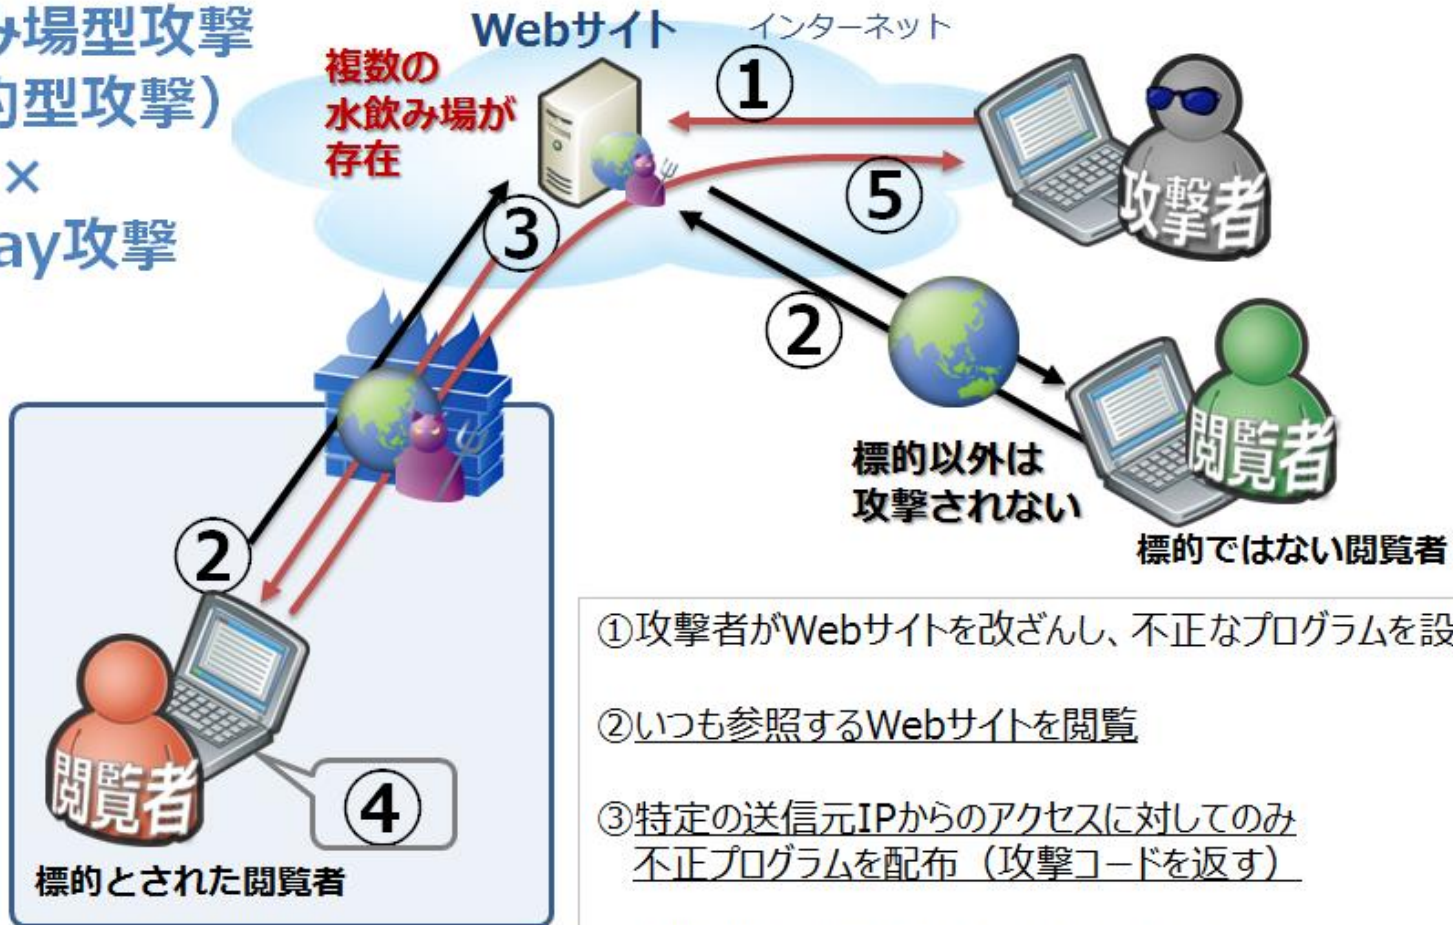 み場型攻撃
的型攻撃）
×
ay攻撃
Webサイト
インターネット
複数の
水飲み場が
存在
①
⑤
③
②
②
④
攻撃者
閲覧者
標的以外は
攻撃されない
標的ではない閲覧者
閲覧者
標的とされた閲覧者
①攻撃者がWebサイトを改ざんし、不正なプログラムを設
②いつも参照するWebサイトを閲覧
③特定の送信元IPからのアクセスに対してのみ
不正プログラムを配布（攻撃コードを返す）